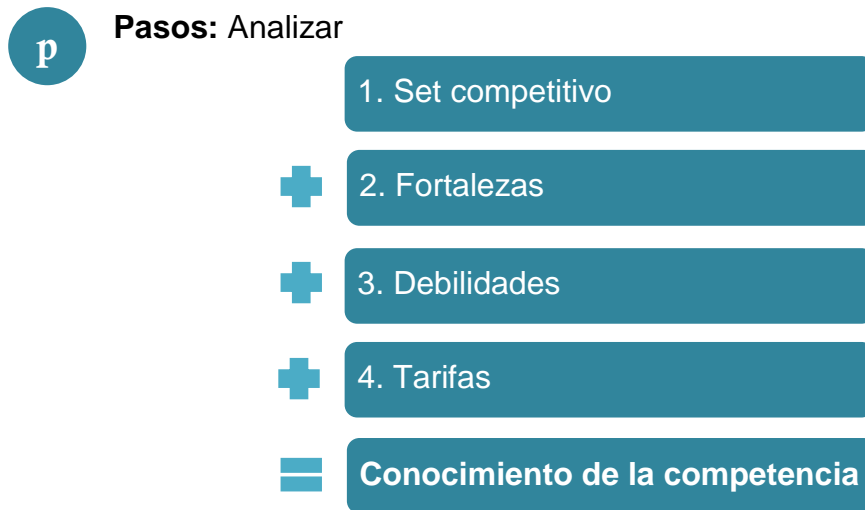 p
Pasos: Analizar
1. Set competitivo
2. Fortalezas
3. Debilidades
4. Tarifas
Conocimiento de la competencia